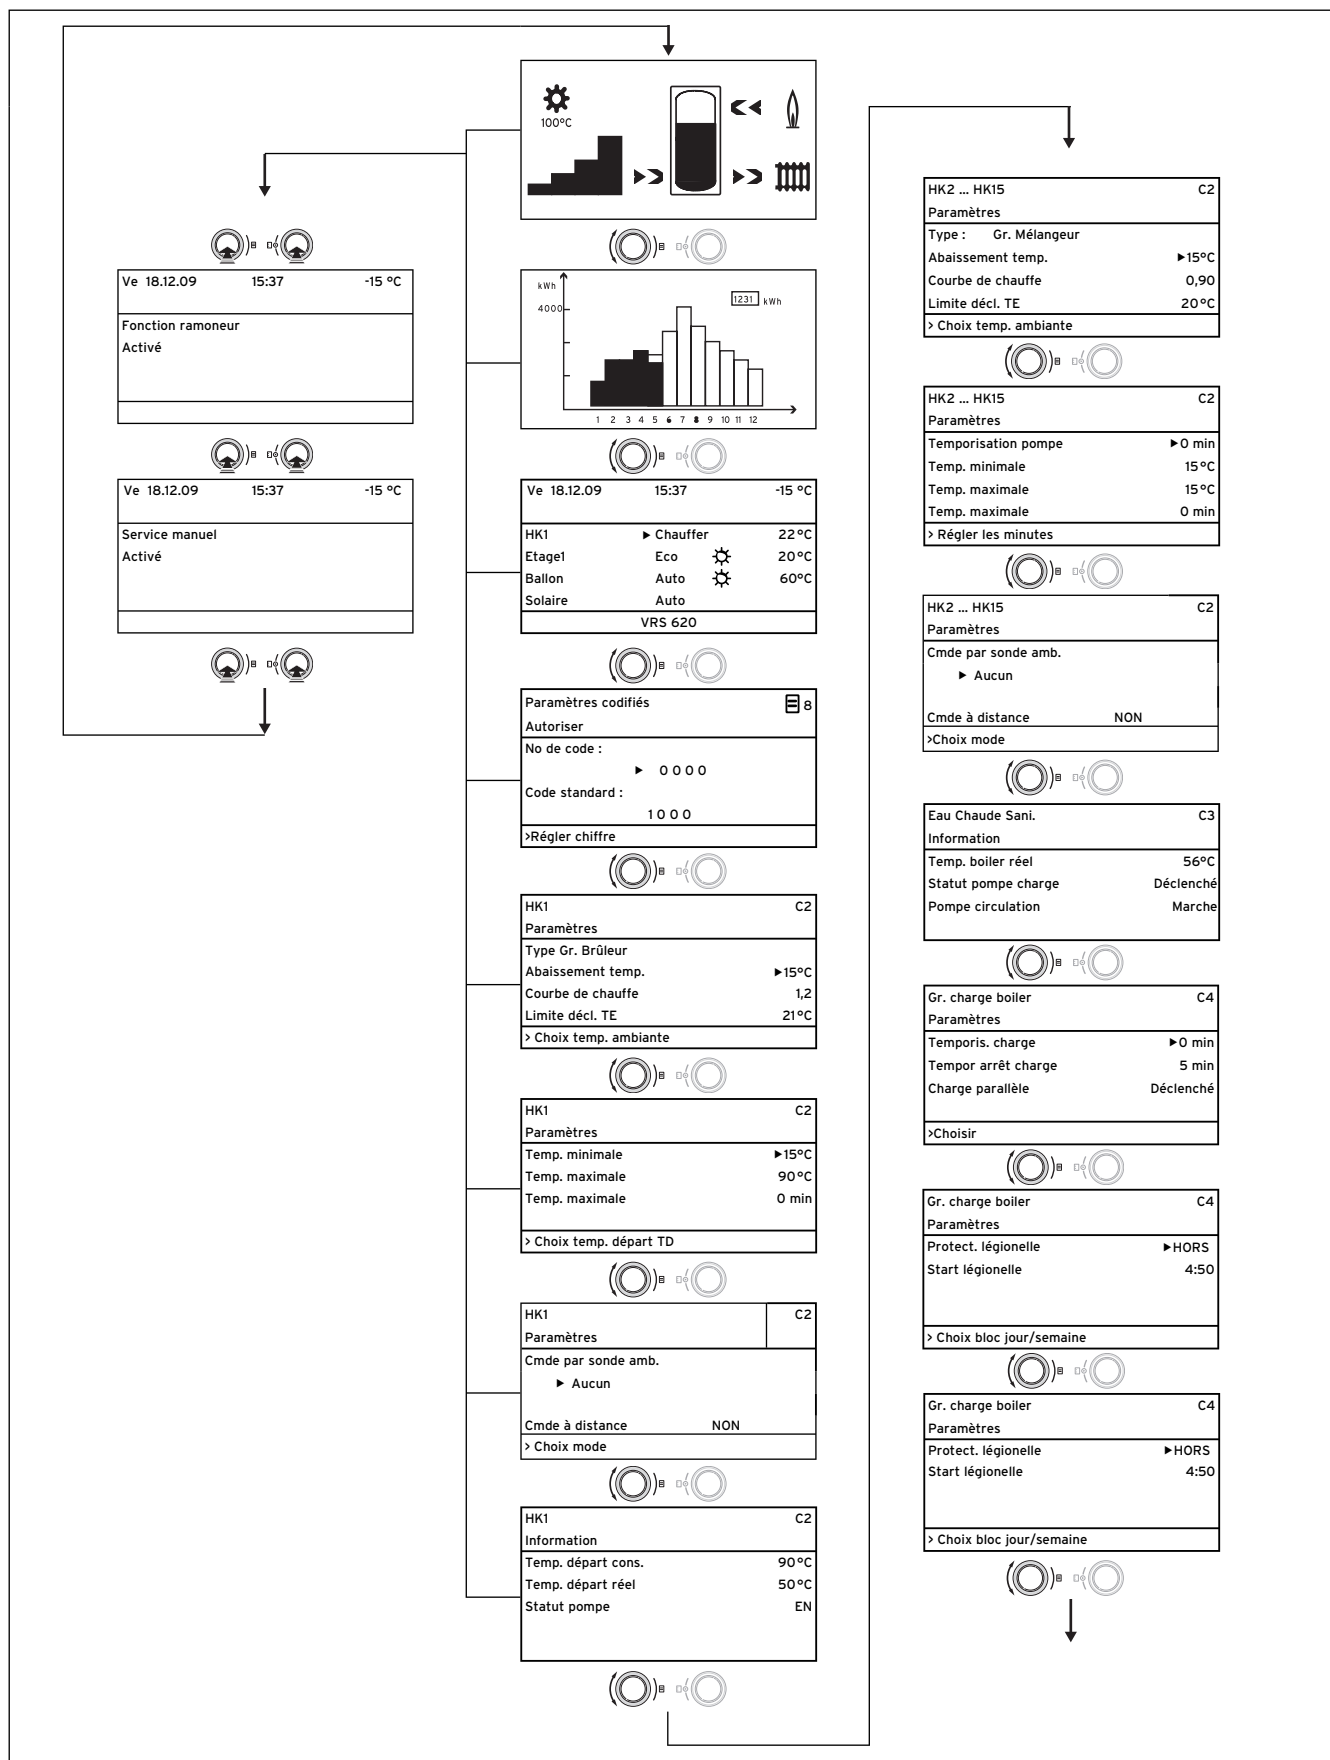 100°C
Ve 18.12.09 15:37 -15 °C
Fonction ramoneur
Activé
Ve 18.12.09 15:37 -15 °C
Service manuel
Activé
kWh
4000
1231 kWh
1 2 3 4 5 6 7 8 9 10 11 12
Ve 18.12.09 15:37 -15 °C
HK1 ▶ Chauffer 22°C
Etage1 Eco 20°C
Ballon Auto 60°C
Solaire Auto
VRS 620
Paramètres codifiés 8
Autoriser
No de code :
▶ 0 0 0 0
Code standard :
1 0 0 0
>Régler chiffre
HK1 C2
Paramètres
Type Gr. Brûleur
Abaissement temp. ▶15°C
Courbe de chauffe 1,2
Limite décl. TE 21°C
> Choix temp. ambiante
HK1 C2
Paramètres
Temp. minimale ▶15°C
Temp. maximale 90°C
Temp. maximale 0 min
> Choix temp. départ TD
HK1 C2
Paramètres
Cmde par sonde amb.
▶ Aucun
Cmde à distance NON
> Choix mode
HK1 C2
Information
Temp. départ cons. 90°C
Temp. départ réel 50°C
Statut pompe EN
HK2 ... HK15 C2
Paramètres
Type : Gr. Mélangeur
Abaissement temp. ▶15°C
Courbe de chauffe 0,90
Limite décl. TE 20°C
> Choix temp. ambiante
HK2 ... HK15 C2
Paramètres
Temporisation pompe ▶0 min
Temp. minimale 15°C
Temp. maximale 15°C
Temp. maximale 0 min
> Régler les minutes
HK2 ... HK15 C2
Paramètres
Cmde par sonde amb.
▶ Aucun
Cmde à distance NON
>Choix mode
Eau Chaude Sani. C3
Information
Temp. boiler réel 56°C
Statut pompe charge Déclenché
Pompe circulation Marche
Gr. charge boiler C4
Paramètres
Temporis. charge ▶0 min
Tempor arrêt charge 5 min
Charge parallèle Déclenché
>Choisir
Gr. charge boiler C4
Paramètres
Protect. légionelle ▶HORS
Start légionelle 4:50
> Choix bloc jour/semaine
Gr. charge boiler C4
Paramètres
Protect. légionelle ▶HORS
Start légionelle 4:50
> Choix bloc jour/semaine